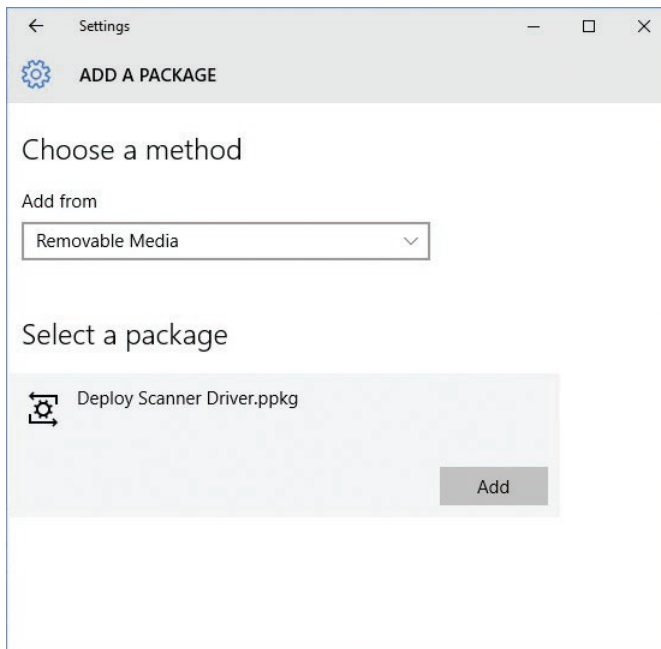 Settings
ADD A PACKAGE
Choose a method
Add from
Removable Media
Select a package
Deploy Scanner Driver.ppkg
Add